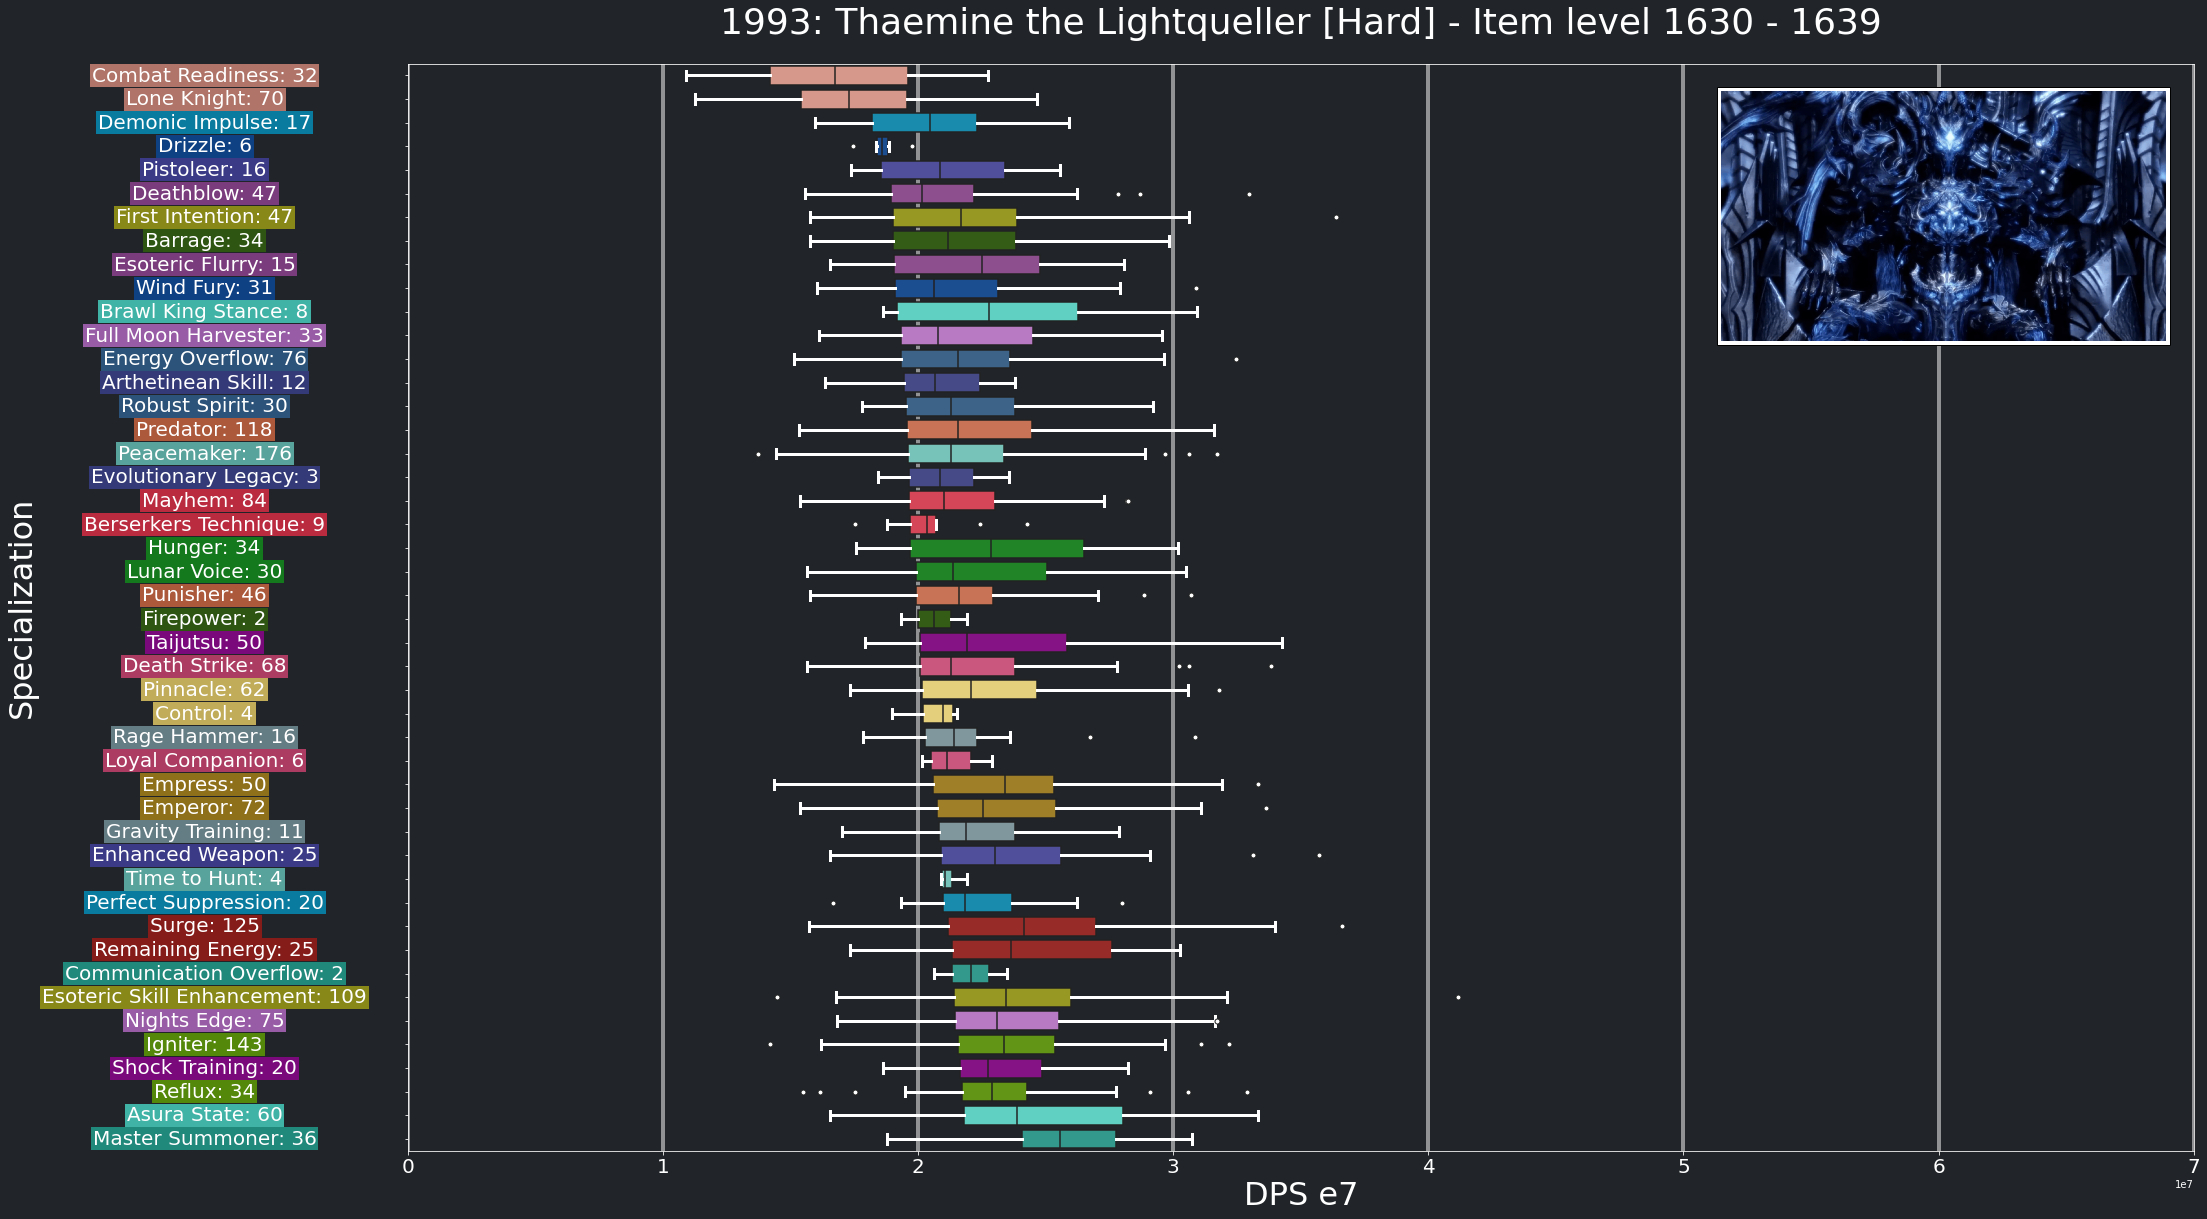 1993: Thaemine the Lightqueller [Hard] - Item level 1630 - 1639
Specialization
Combat Readiness: 32
Lone Knight: 70
Demonic Impulse: 17
Drizzle: 6
Pistoleer: 16
Deathblow: 47
First Intention: 47
Barrage: 34
Esoteric Flurry: 15
Wind Fury: 31
Brawl King Stance: 8
Full Moon Harvester: 33
Energy Overflow: 76
Arthetinean Skill: 12
Robust Spirit: 30
Predator: 118
Peacemaker: 176
Evolutionary Legacy: 3
Mayhem: 84
Berserkers Technique: 9
Hunger: 34
Lunar Voice: 30
Punisher: 46
Firepower: 2
Taijutsu: 50
Death Strike: 68
Pinnacle: 62
Control: 4
Rage Hammer: 16
Loyal Companion: 6
Empress: 50
Emperor: 72
Gravity Training: 11
Enhanced Weapon: 25
Time to Hunt: 4
Perfect Suppression: 20
Surge: 125
Remaining Energy: 25
Communication Overflow: 2
Esoteric Skill Enhancement: 109
Nights Edge: 75
Igniter: 143
Shock Training: 20
Reflux: 34
Asura State: 60
Master Summoner: 36
0 1 2 3 4 5 6 7
1e7
DPS e7